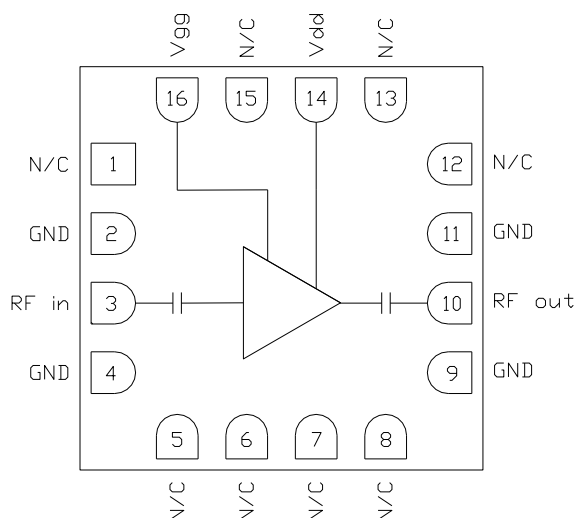 Vgg N/C Vdd N/C
16 15 14 13
N/C 1 12 N/C
GND 2 11 GND
RF in 3 10 RF out
GND 4 9 GND
5 6 7 8
N/C N/C N/C N/C